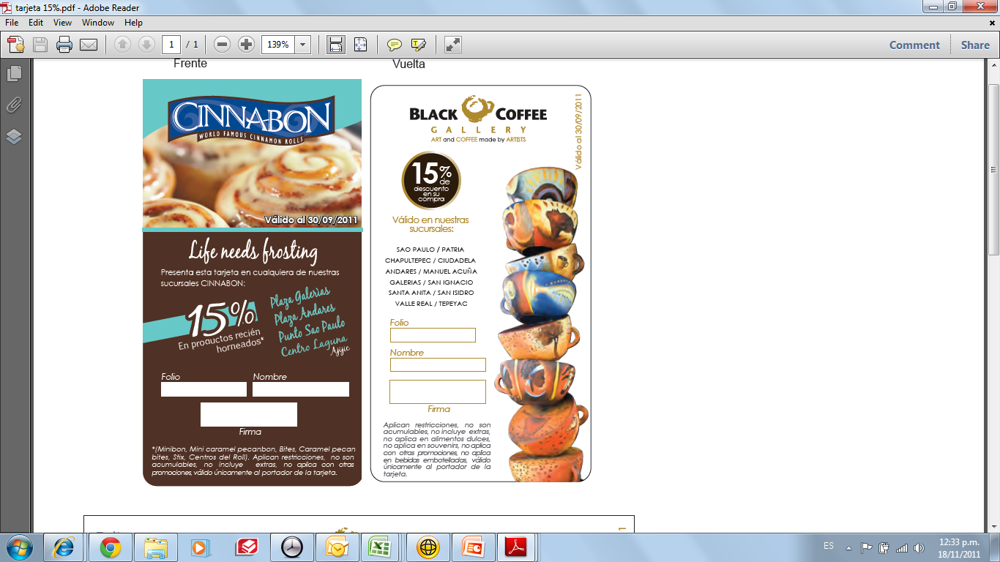 tarjeta 15%.pdf - Adobe Reader
File Edit View Window Help
1 / 1 139% Comment Share
Frente
CINNABON
WORLD FAMOUS CINNAMON ROLLS
Válido al 30/09/2011
Life needs frosting
Presenta esta tarjeta en cualquiera de nuestras
sucursales CINNABON:
15%
En productos recién
horneados*
Plaza Galerías
Plaza Andares
Punto Sao Paulo
Centro Laguna
Ajijic
Folio Nombre
Firma
*(Minibon, Mini caramel pecanbon, Bites, Caramel pecan
bites, Stix, Centros del Roll). Aplican restricciones, no son
acumulables, no incluye extras, no aplica con otras
promociones, válido únicamente al portador de la tarjeta.
Vuelta
BLACK COFFEE
GALLERY
ART and COFFEE made by ARTISTS
Válido al 30/09/2011
15%
de
descuento
en su
compra
Válido en nuestras
sucursales:
SAO PAULO / PATRIA
CHAPULTEPEC / CIUDADELA
ANDARES / MANUEL ACUÑA
GALERIAS / SAN IGNACIO
SANTA ANITA / SAN ISIDRO
VALLE REAL / TEPEYAC
Folio
Nombre
Firma
Aplican restricciones, no son
acumulables, no incluye extras,
no aplica en alimentos dulces,
no aplica en souvenirs, no aplica
con otras promociones, no aplica
en bebidas embotelladas, válido
únicamente al portador de la
tarjeta.
ES
12:33 p.m.
18/11/2011